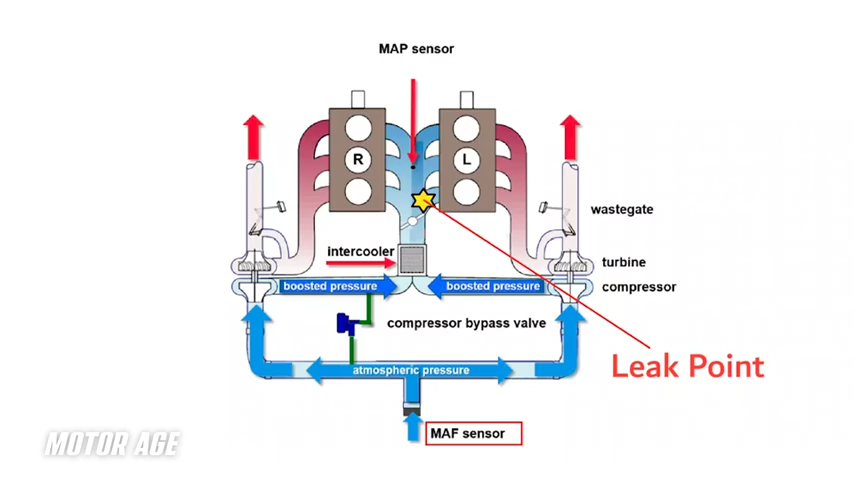 MAP sensor
R
L
wastegate
intercooler
turbine
boosted pressure
boosted pressure
compressor
compressor bypass valve
Leak Point
atmospheric pressure
MAF sensor
MOTOR AGE